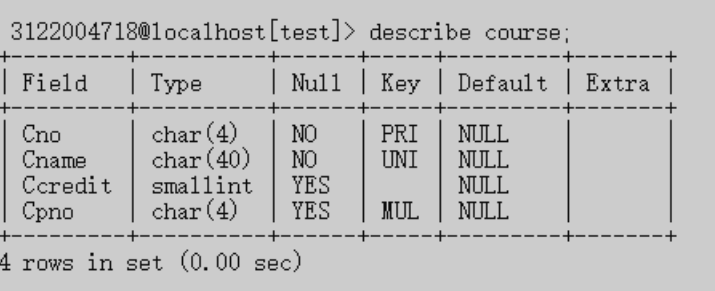 3122004718@localhost[test]> describe course;
+----------+----------+------+-----+---------+-------+
| Field    | Type     | Null | Key | Default | Extra |
+----------+----------+------+-----+---------+-------+
| Cno      | char(4)  | NO   | PRI | NULL    |       |
| Cname    | char(40) | NO   | UNI | NULL    |       |
| Ccredit  | smallint | YES  |     | NULL    |       |
| Cpno     | char(4)  | YES  | MUL | NULL    |       |
+----------+----------+------+-----+---------+-------+
4 rows in set (0.00 sec)